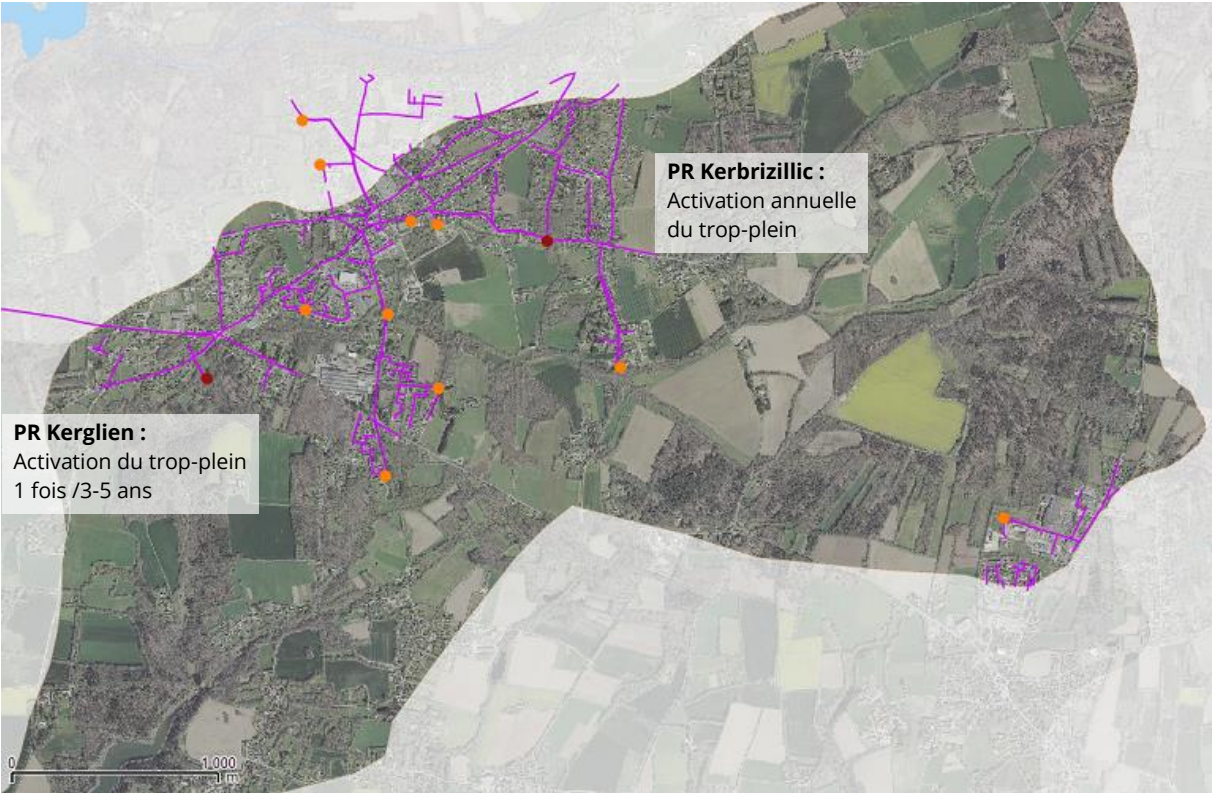 PR Kerbrizillic :
Activation annuelle
du trop-plein
PR Kerglien :
Activation du trop-plein
1 fois /3-5 ans
0 1 000
m